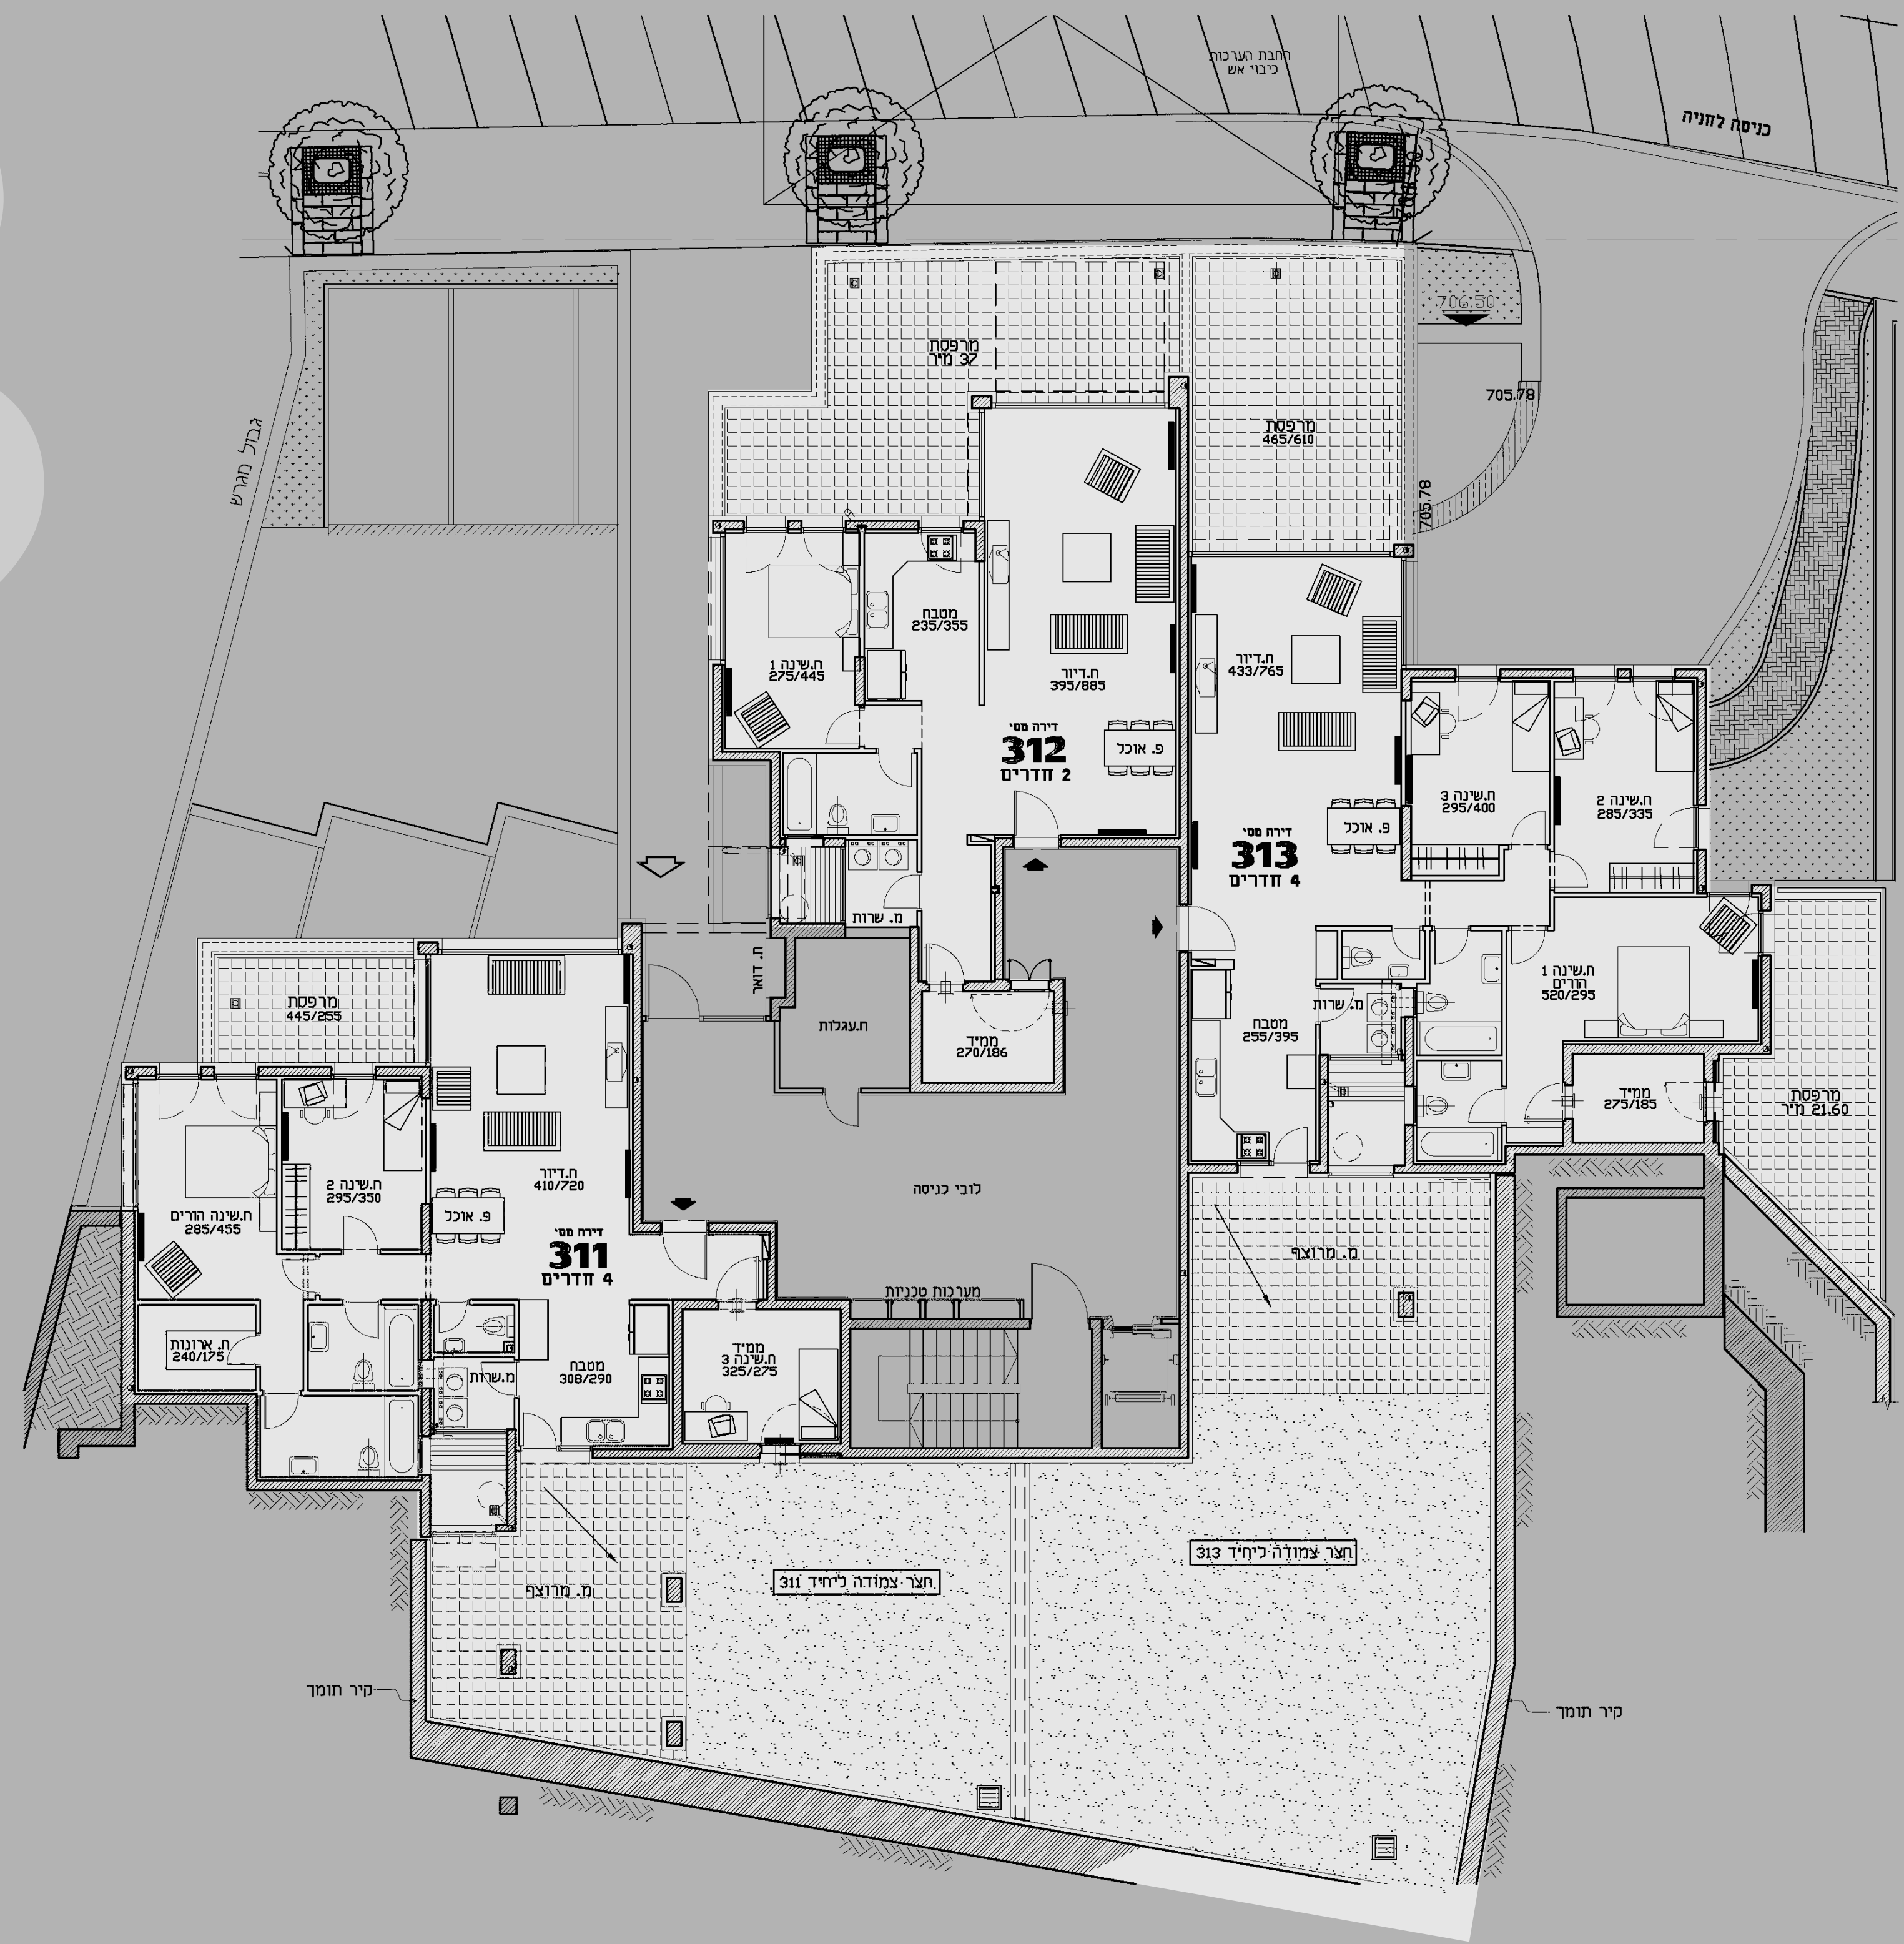 רחבת הערכות
כיבוי אש
כניסה לחניה
706.50
705.78
705.78
גבול מגרש
מרפסת
37 מ"ר
מרפסת
465/610
מטבח
235/355
ח.שינה 1
275/445
ח.דיור
395/885
דירה מס'
312
2 חדרים
פ. אוכל
ח.דיור
433/765
ח.שינה 3
295/400
ח.שינה 2
285/335
פ. אוכל
דירה מס'
313
4 חדרים
מ. שרות
ח. דואר
ח.עגלות
ממ"ד
270/186
ח.שינה 1
הורים
520/295
מ. שרות
מטבח
255/395
ממ"ד
275/185
מרפסת
21.60 מ"ר
מרפסת
445/255
ח.דיור
410/720
ח.שינה 2
295/350
ח.שינה הורים
285/455
פ. אוכל
דירה מס'
311
4 חדרים
לובי כניסה
מערכות טכניות
מ. מרוצף
ח. ארונות
240/175
מ.שרות
מטבח
308/290
ממ"ד
ח.שינה 3
325/275
חצר צמודה ליח"ד 313
חצר צמודה ליח"ד 311
מ. מרוצף
קיר תומך
קיר תומך